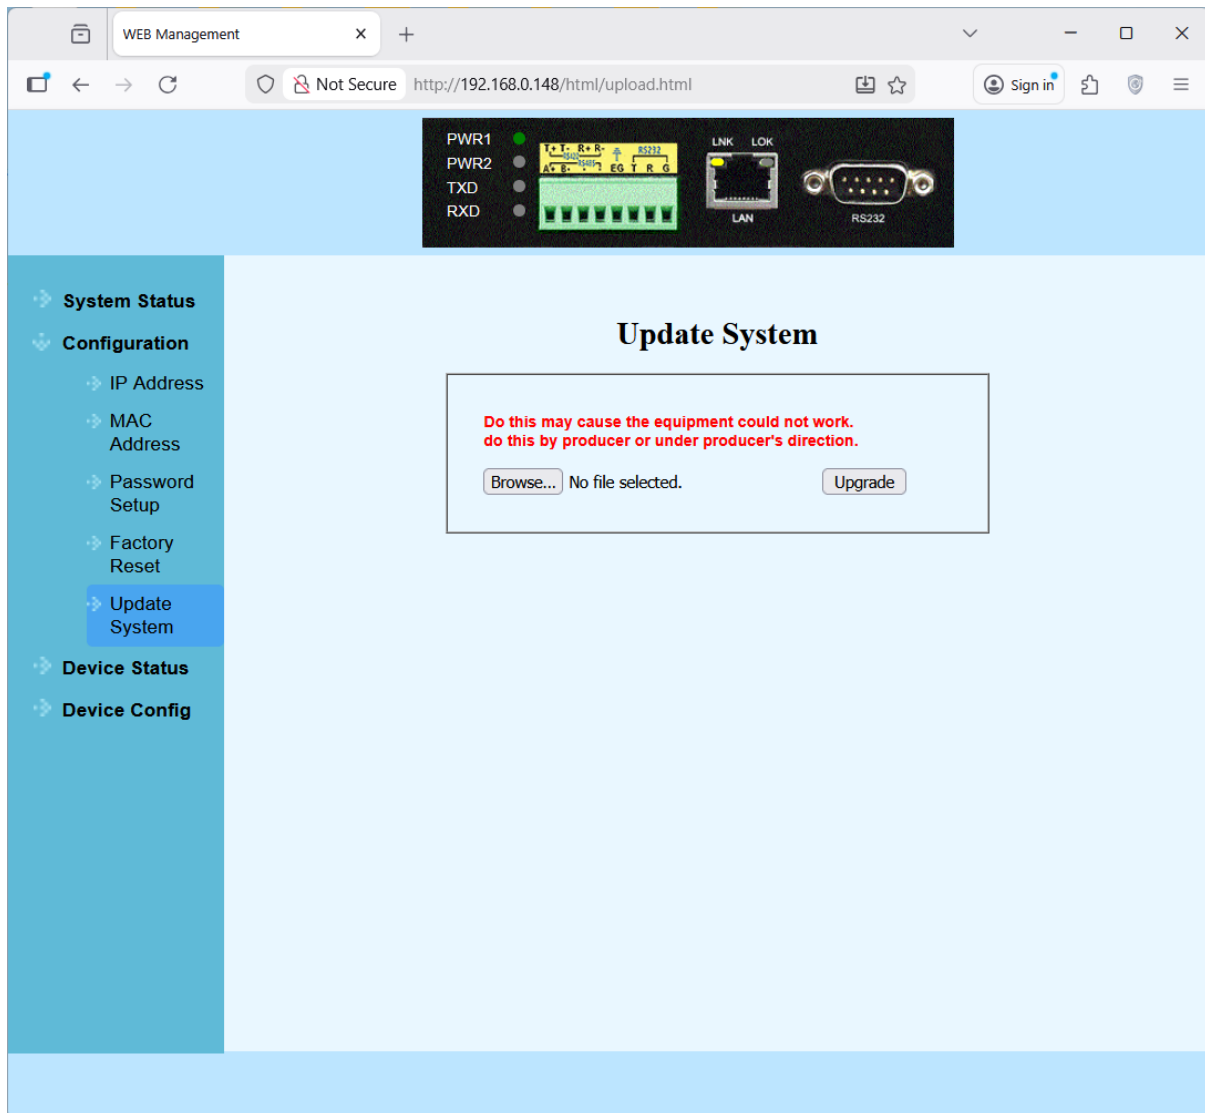 WEB Management
Not Secure
http://192.168.0.148/html/upload.html
Sign in
PWR1
PWR2
TXD
RXD
T+ T- R+ R-
RS422
RS232
A+ B-
RS485
EG T R G
LNK LOK
LAN
RS232
System Status
Configuration
IP Address
MAC
Address
Password
Setup
Factory
Reset
Update
System
Device Status
Device Config
Update System
Do this may cause the equipment could not work.
do this by producer or under producer's direction.
Browse... No file selected.
Upgrade